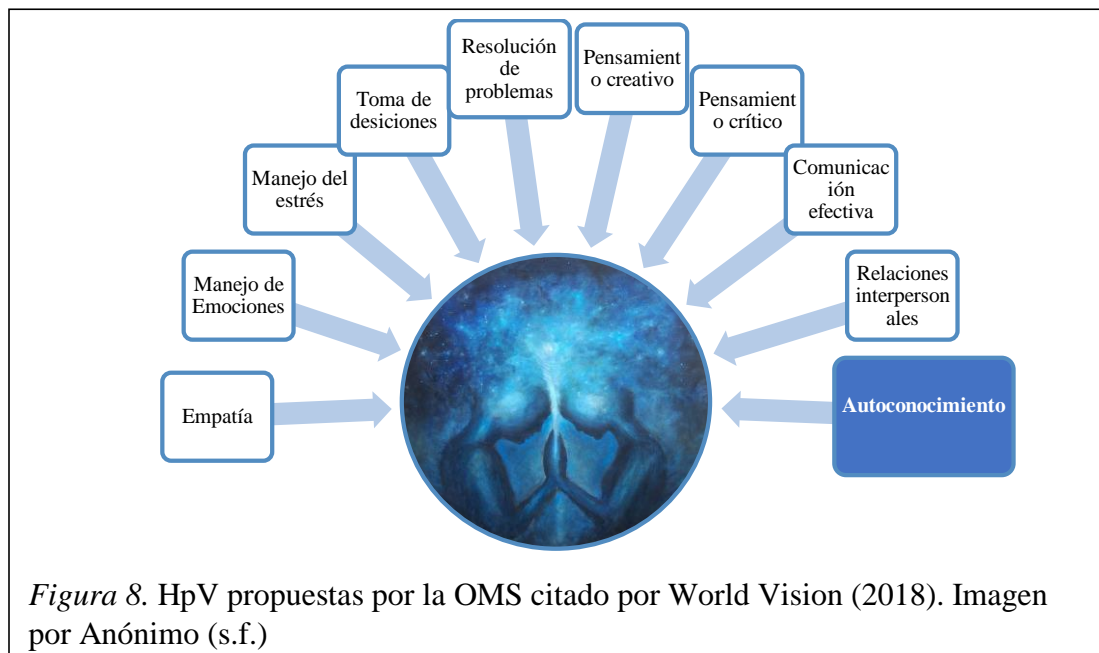 Empatía
Manejo de
Emociones
Manejo del
estrés
Toma de
desiciones
Resolución
de
problemas
Pensamient
o creativo
Pensamient
o crítico
Comunicac
ión
efectiva
Relaciones
interperson
ales
Autoconocimiento
Figura 8. HpV propuestas por la OMS citado por World Vision (2018). Imagen
por Anónimo (s.f.)